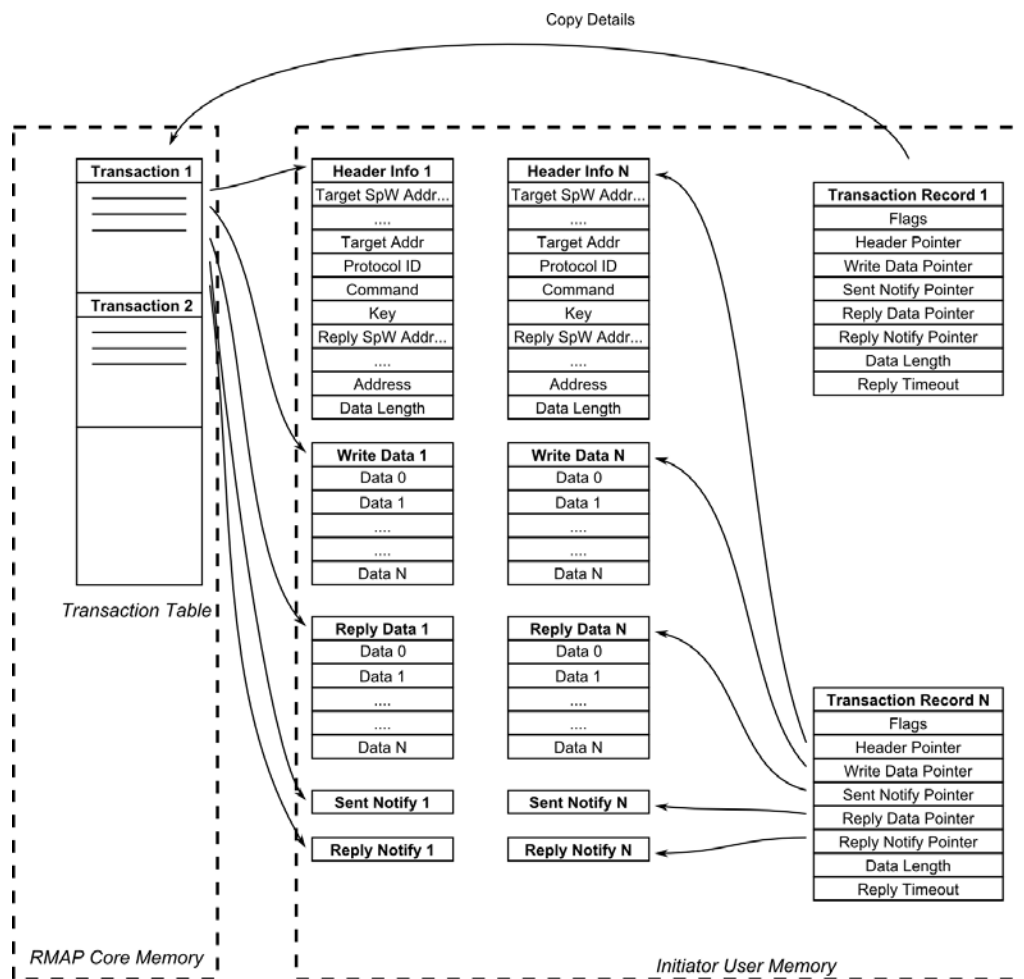 Copy Details
Transaction 1
Transaction 2
Transaction Table
RMAP Core Memory
Header Info 1
Target SpW Addr...
....
Target Addr
Protocol ID
Command
Key
Reply SpW Addr...
....
Address
Data Length
Write Data 1
Data 0
Data 1
....
....
Data N
Reply Data 1
Data 0
Data 1
....
....
Data N
Sent Notify 1
Reply Notify 1
Header Info N
Target SpW Addr...
....
Target Addr
Protocol ID
Command
Key
Reply SpW Addr...
....
Address
Data Length
Write Data N
Data 0
Data 1
....
....
Data N
Reply Data N
Data 0
Data 1
....
....
Data N
Sent Notify N
Reply Notify N
Transaction Record 1
Flags
Header Pointer
Write Data Pointer
Sent Notify Pointer
Reply Data Pointer
Reply Notify Pointer
Data Length
Reply Timeout
Transaction Record N
Flags
Header Pointer
Write Data Pointer
Sent Notify Pointer
Reply Data Pointer
Reply Notify Pointer
Data Length
Reply Timeout
Initiator User Memory